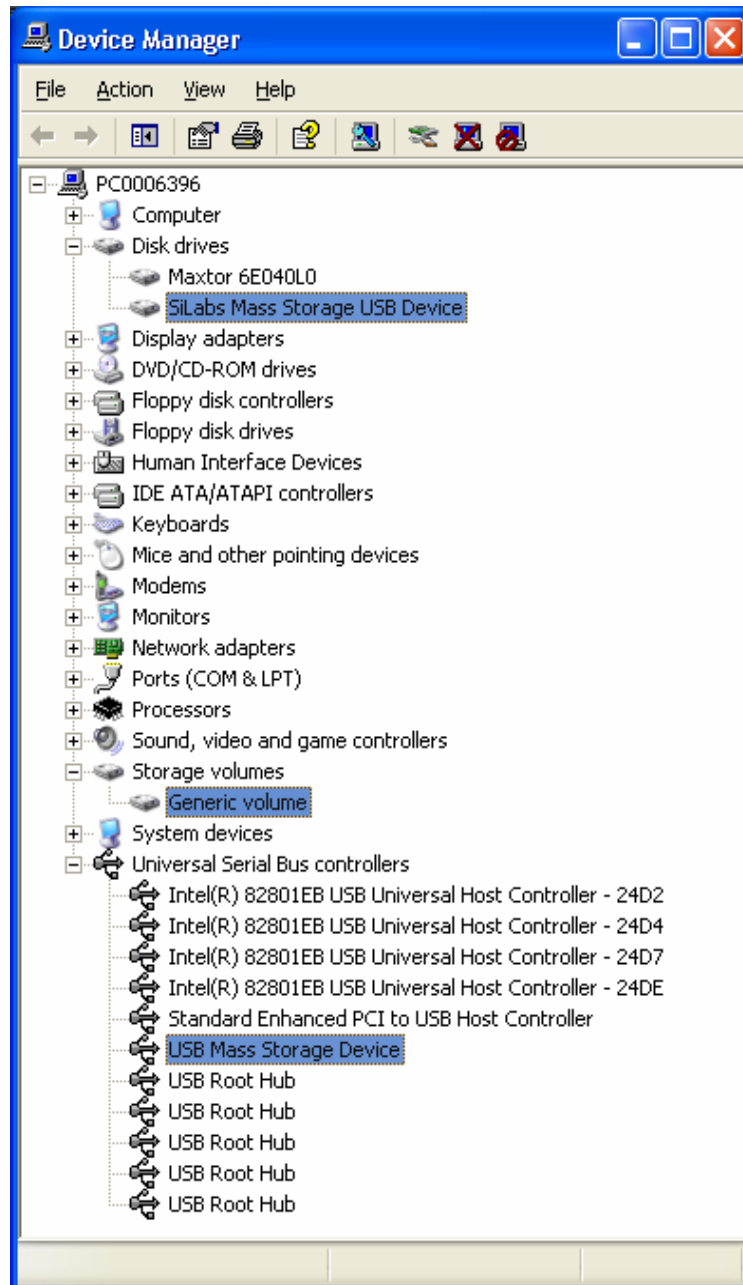 Device Manager
File Action View Help
PC0006396
Computer
Disk drives
Maxtor 6E040L0
SiLabs Mass Storage USB Device
Display adapters
DVD/CD-ROM drives
Floppy disk controllers
Floppy disk drives
Human Interface Devices
IDE ATA/ATAPI controllers
Keyboards
Mice and other pointing devices
Modems
Monitors
Network adapters
Ports (COM & LPT)
Processors
Sound, video and game controllers
Storage volumes
Generic volume
System devices
Universal Serial Bus controllers
Intel(R) 82801EB USB Universal Host Controller - 24D2
Intel(R) 82801EB USB Universal Host Controller - 24D4
Intel(R) 82801EB USB Universal Host Controller - 24D7
Intel(R) 82801EB USB Universal Host Controller - 24DE
Standard Enhanced PCI to USB Host Controller
USB Mass Storage Device
USB Root Hub
USB Root Hub
USB Root Hub
USB Root Hub
USB Root Hub